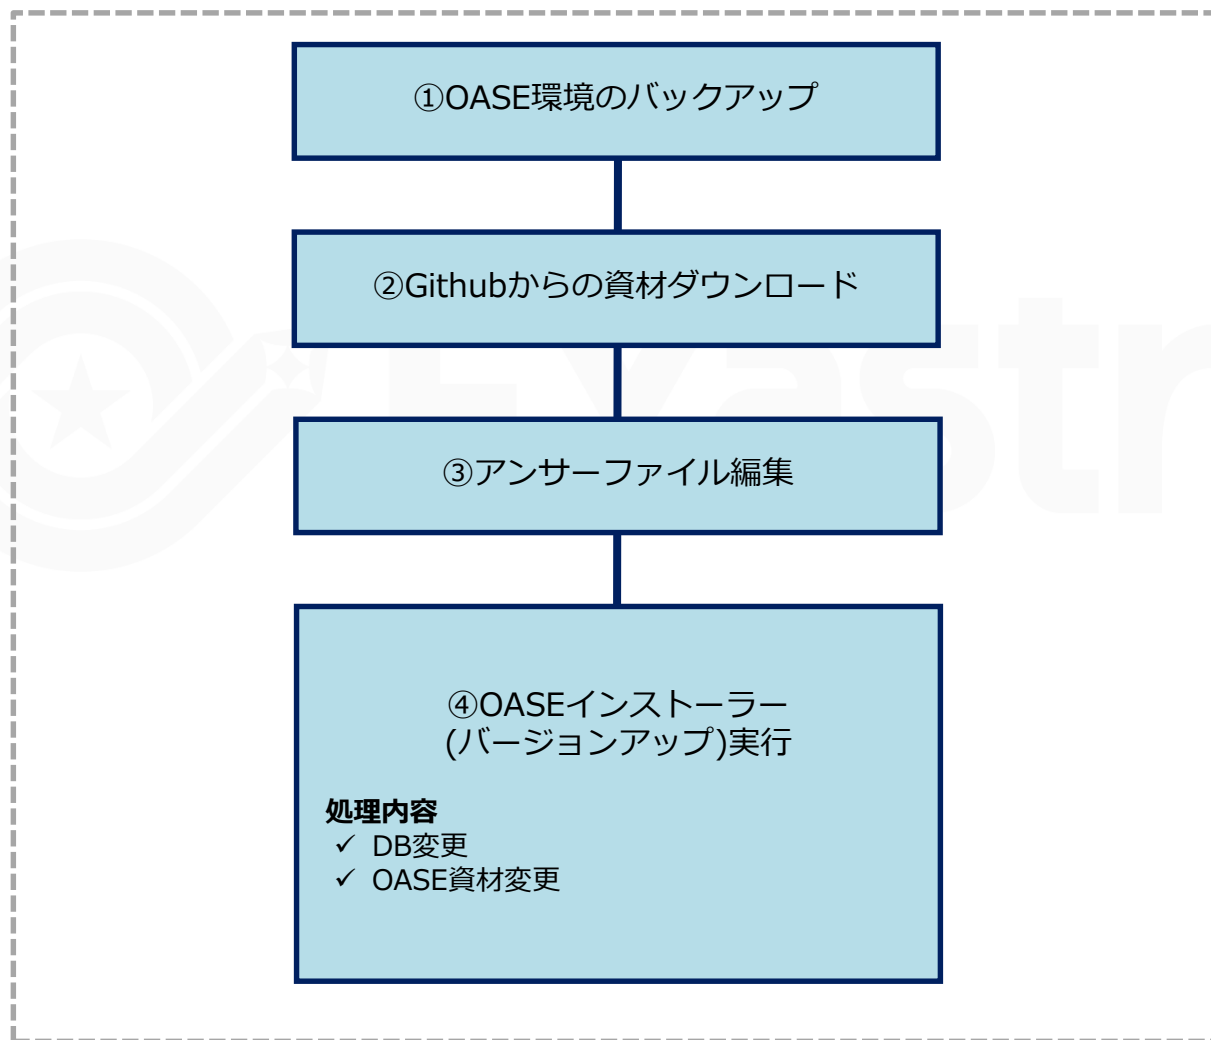 ①OASE環境のバックアップ
②Githubからの資材ダウンロード
③アンサーファイル編集
④OASEインストーラー
(バージョンアップ)実行
処理内容
✓ DB変更
✓ OASE資材変更